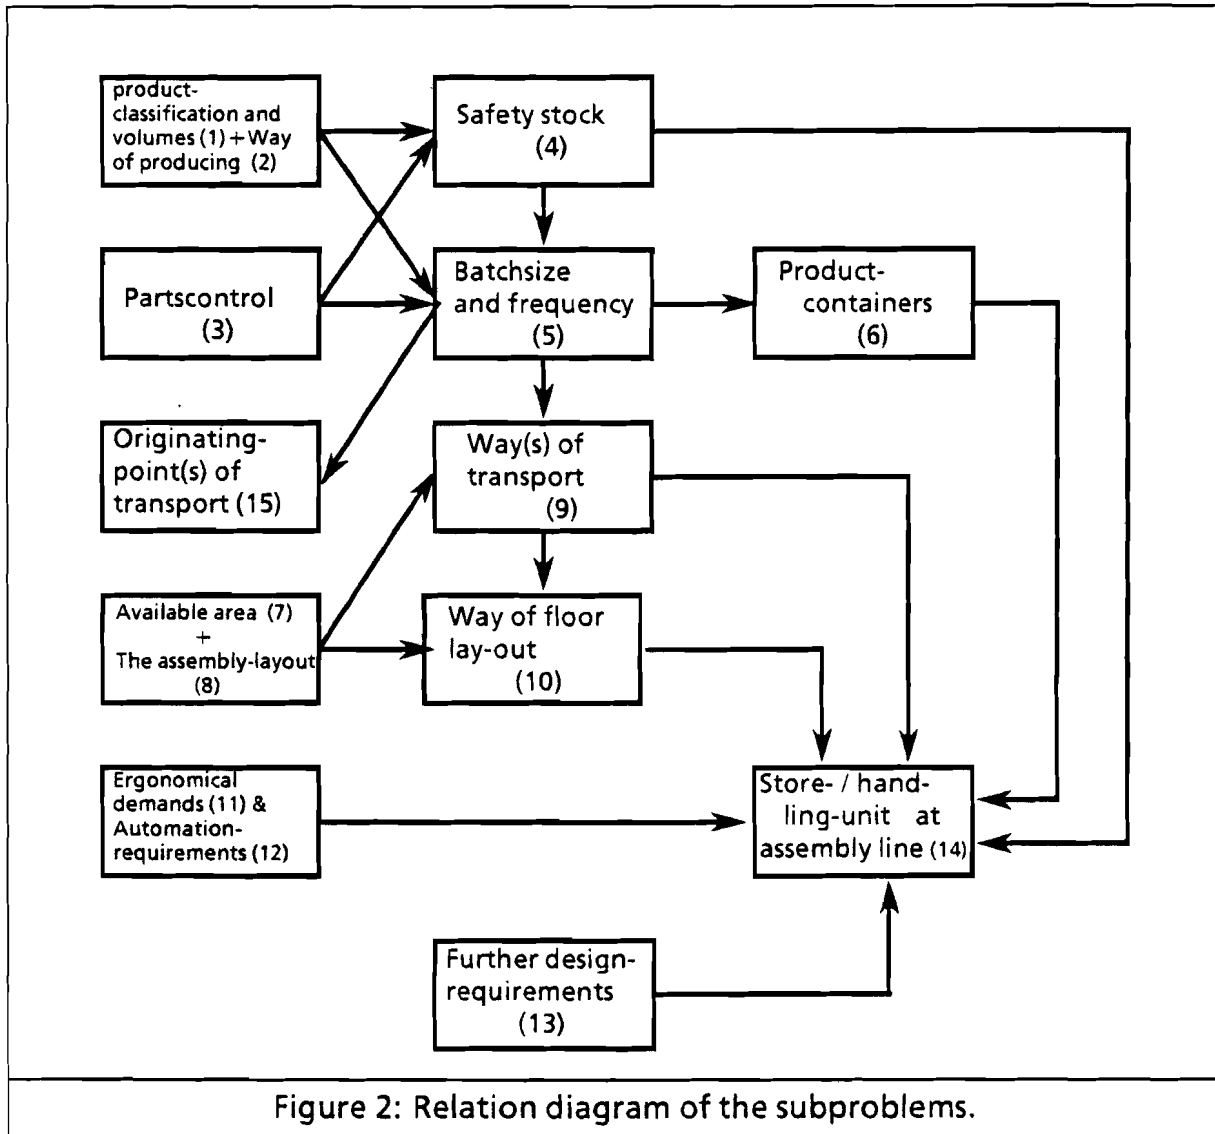 product-
classification and
volumes (1) +Way
of producing (2)
Safety stock
(4)
Partscontrol
(3)
Batchsize
and frequency
(5)
Product-
containers
(6)
Originating-
point(s) of
transport (15)
Way(s) of
transport
(9)
Available area (7)
+
The assembly-layout
(8)
Way of floor
lay-out
(10)
Ergonomical
demands (11) &
Automation-
requirements (12)
Store- / hand-
ling-unit at
assembly line (14)
Further design-
requirements
(13)
Figure 2: Relation diagram of the subproblems.